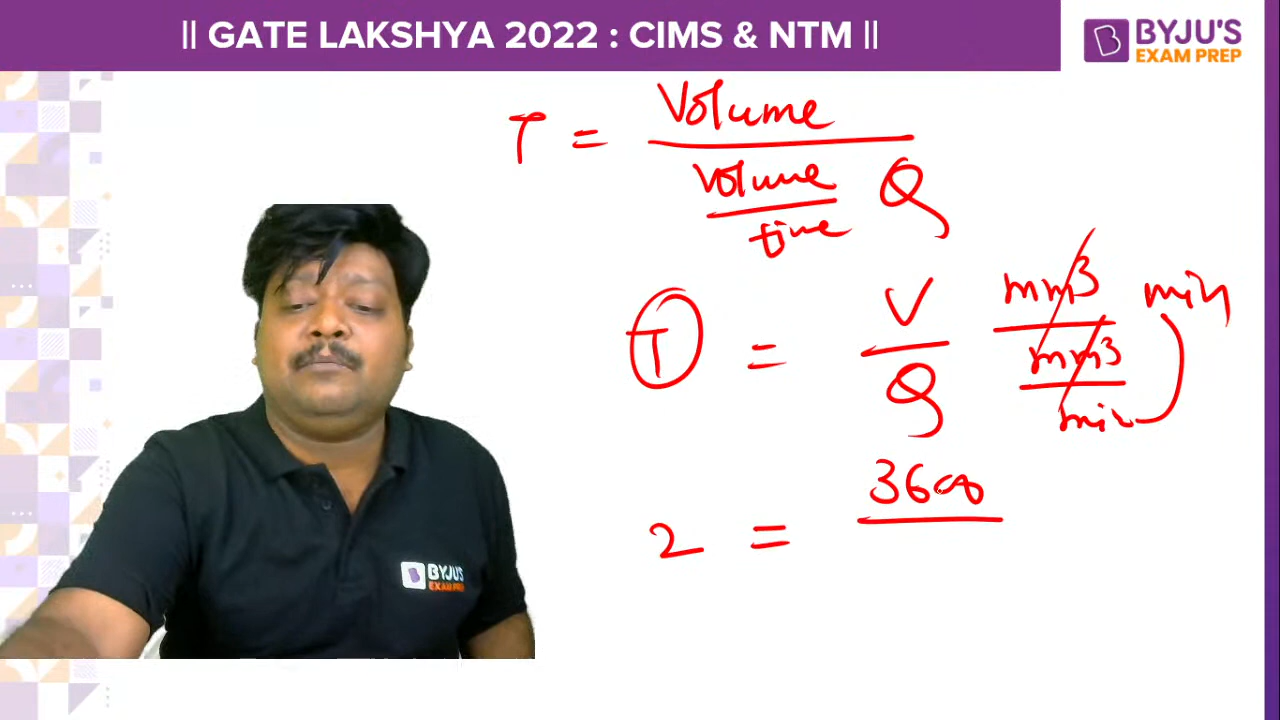 || GATE LAKSHYA 2022 : CIMS & NTM ||
BYJU'S
EXAM PREP
T = Volume
Volume Q
time
T = V mm3 min
Q mm3
min
2 = 3600
BYJU'S
EXAM PREP